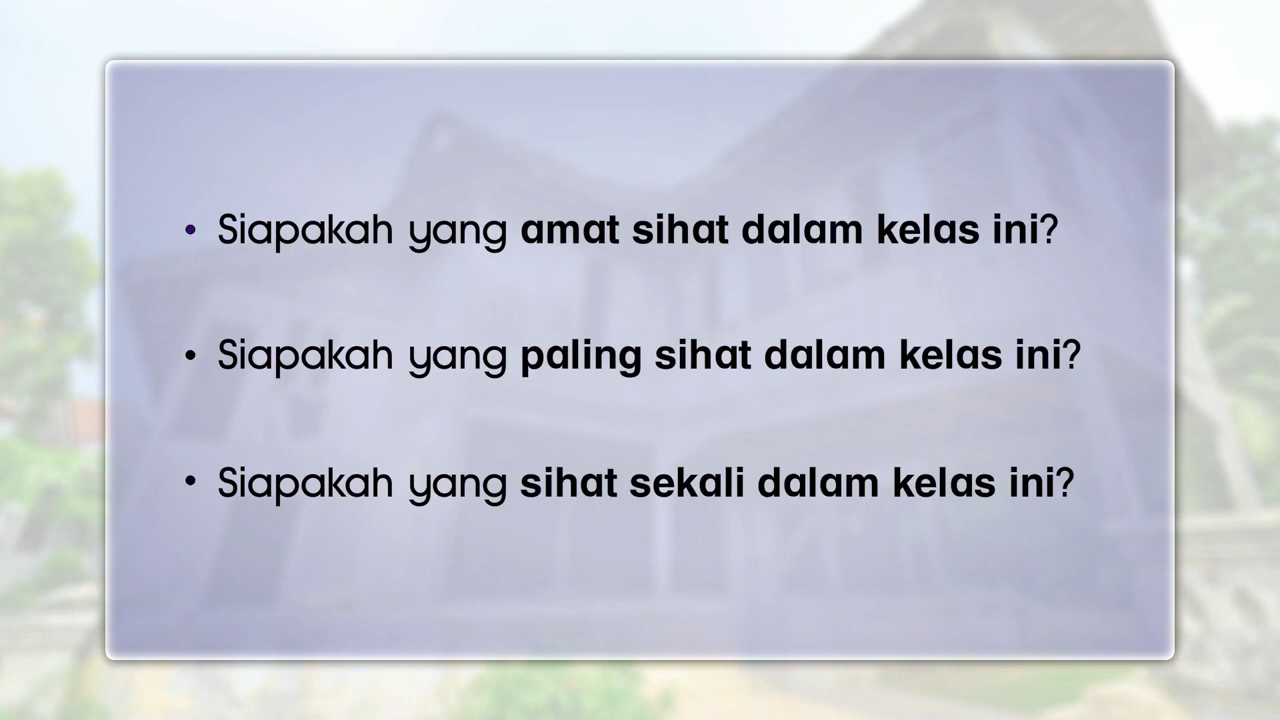 • Siapakah yang amat sihat dalam kelas ini?
• Siapakah yang paling sihat dalam kelas ini?
• Siapakah yang sihat sekali dalam kelas ini?